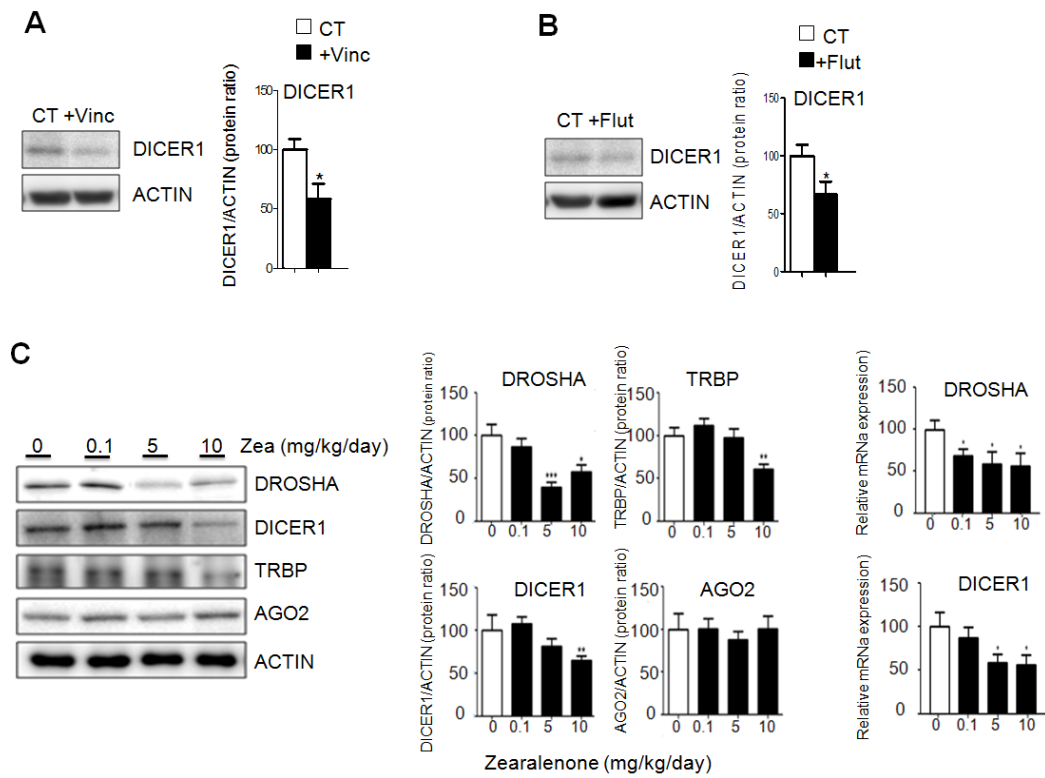 A
CT
+Vinc
CT +Vinc
DICER1
ACTIN
DICER1/ACTIN (protein ratio)
DICER1
150
100
50
0
*
B
CT
+Flut
CT +Flut
DICER1
ACTIN
DICER1/ACTIN (protein ratio)
DICER1
150
100
50
0
*
C
0 0.1 5 10 Zea (mg/kg/day)
DROSHA
DICER1
TRBP
AGO2
ACTIN
DROSHA/ACTIN (protein ratio)
DROSHA
150
100
50
0
***
*
0 0.1 5 10
TRBP/ACTIN (protein ratio)
TRBP
150
100
50
0
**
0 0.1 5 10
Relative mRNa expression)
DROSHA
150
100
50
0
* * *
0 0.1 5 10
DICER1/ACTIN (protein ratio)
DICER1
150
100
50
0
**
0 0.1 5 10
AGO2/ACTIN (protein ratio)
AGO2
150
100
50
0
0 0.1 5 10
Relative mRNa expression)
DICER1
150
100
50
0
* *
0 0.1 5 10
Zearalenone (mg/kg/day)